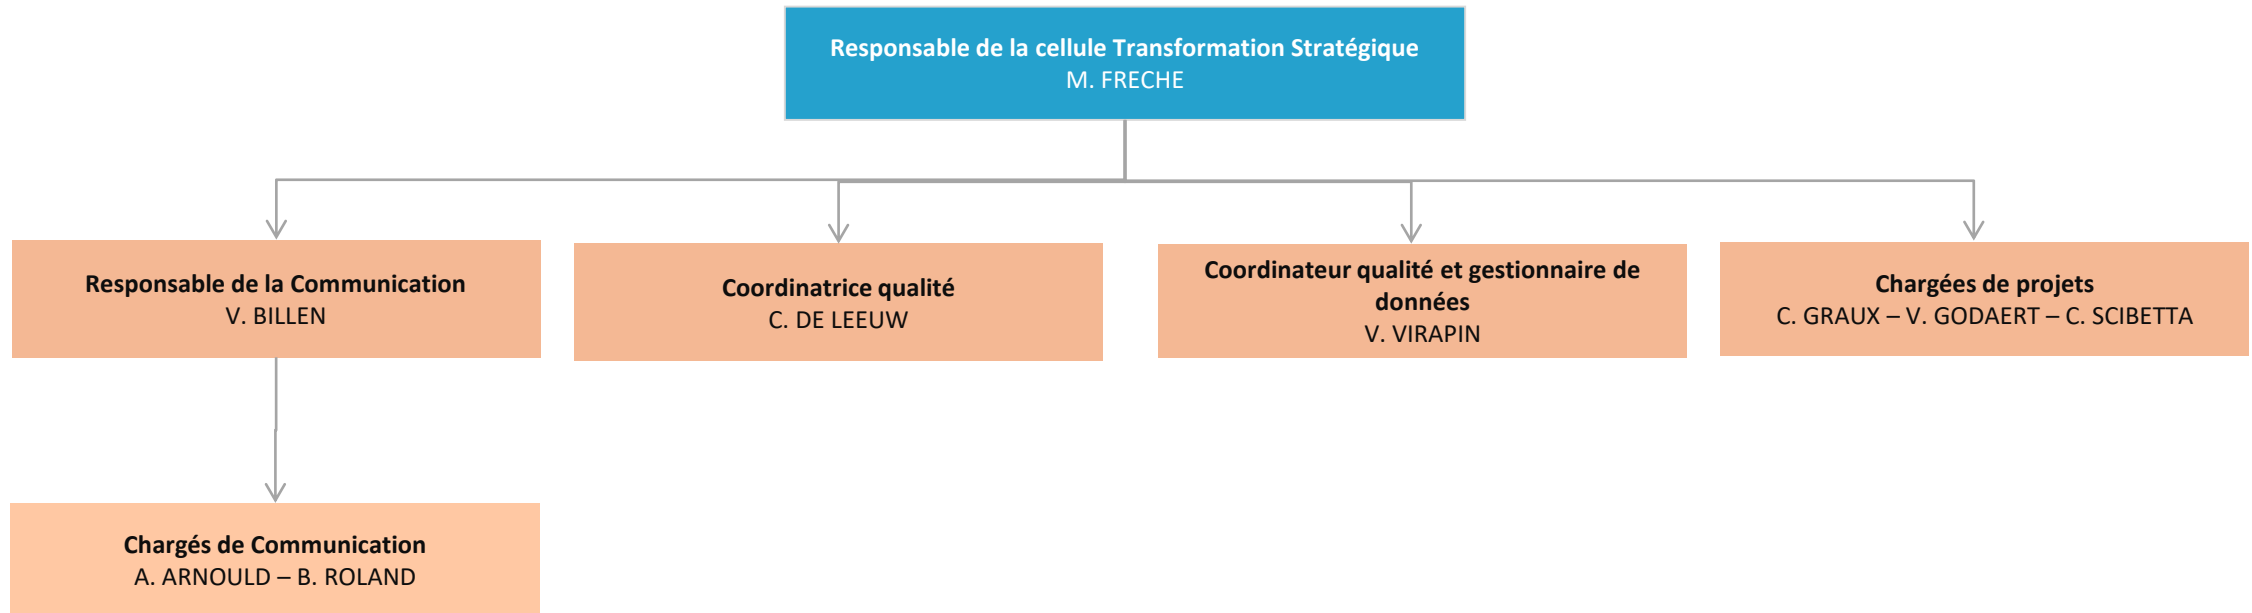 Responsable de la cellule Transformation Stratégique
M. FRECHE
Responsable de la Communication
V. BILLEN
Coordinatrice qualité
C. DE LEEUW
Coordinateur qualité et gestionnaire de
données
V. VIRAPIN
Chargées de projets
C. GRAUX – V. GODAERT – C. SCIBETTA
Chargés de Communication
A. ARNOULD – B. ROLAND